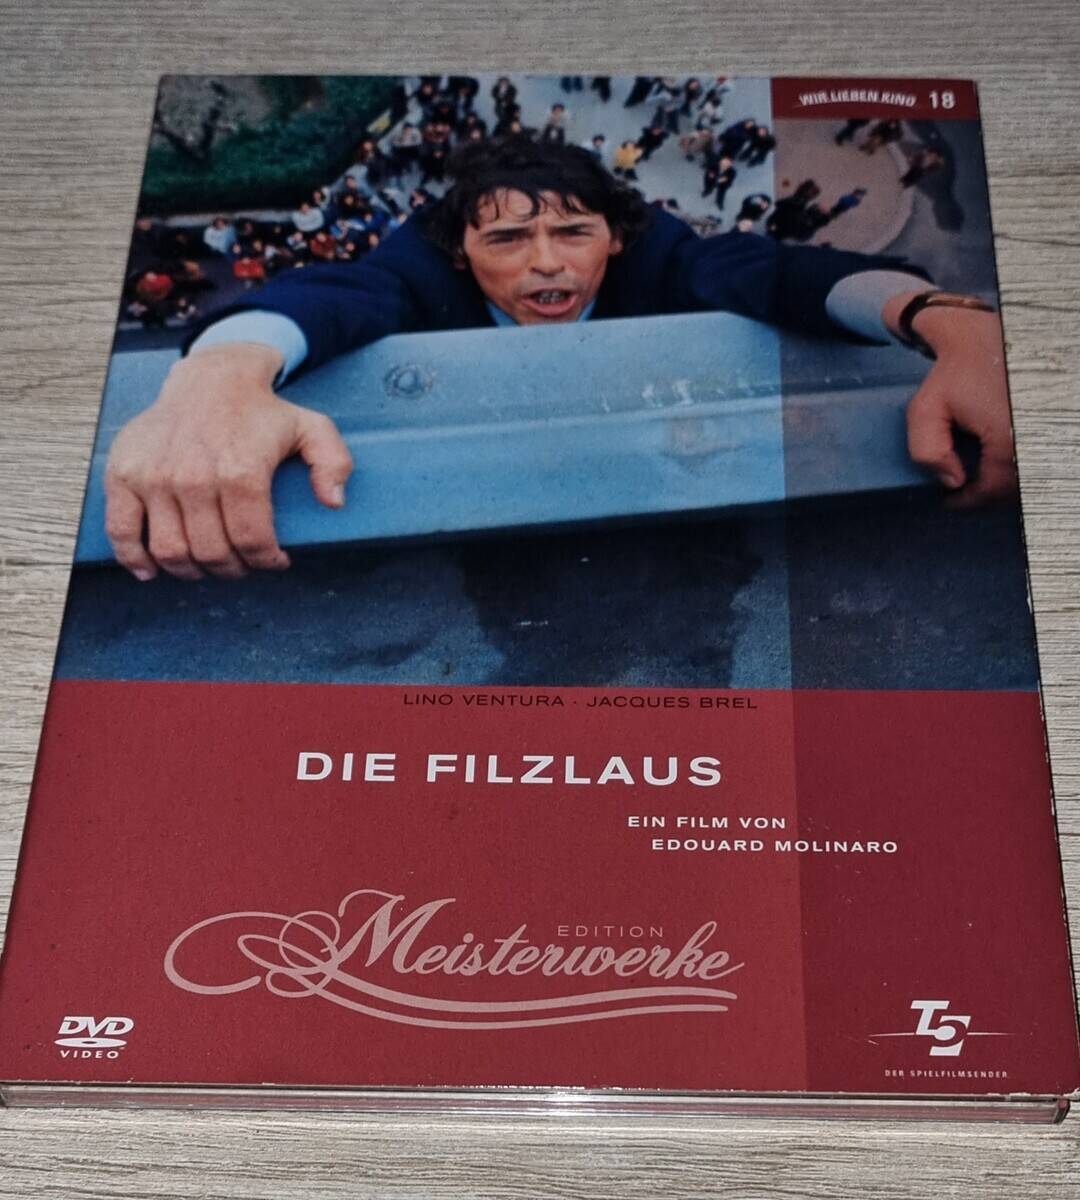 WIR LIEBEN KINO 18
LINO VENTURA · JACQUES BREL
DIE FILZLAUS
EIN FILM VON
EDOUARD MOLINARO
EDITION
Meisterwerke
DVD
VIDEO
T5
DER SPIELFILMSENDER